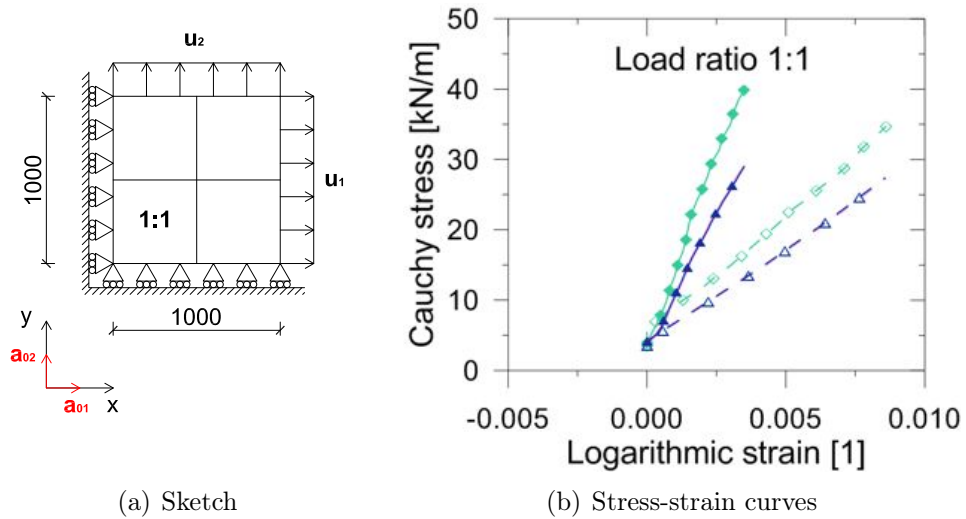 u₂
1000
u₁
1:1
1000
y
a₀₂
a₀₁
x
(a) Sketch
Load ratio 1:1
Cauchy stress [kN/m]
50
40
30
20
10
0
-0.005
0.000
0.005
0.010
Logarithmic strain [1]
(b) Stress-strain curves